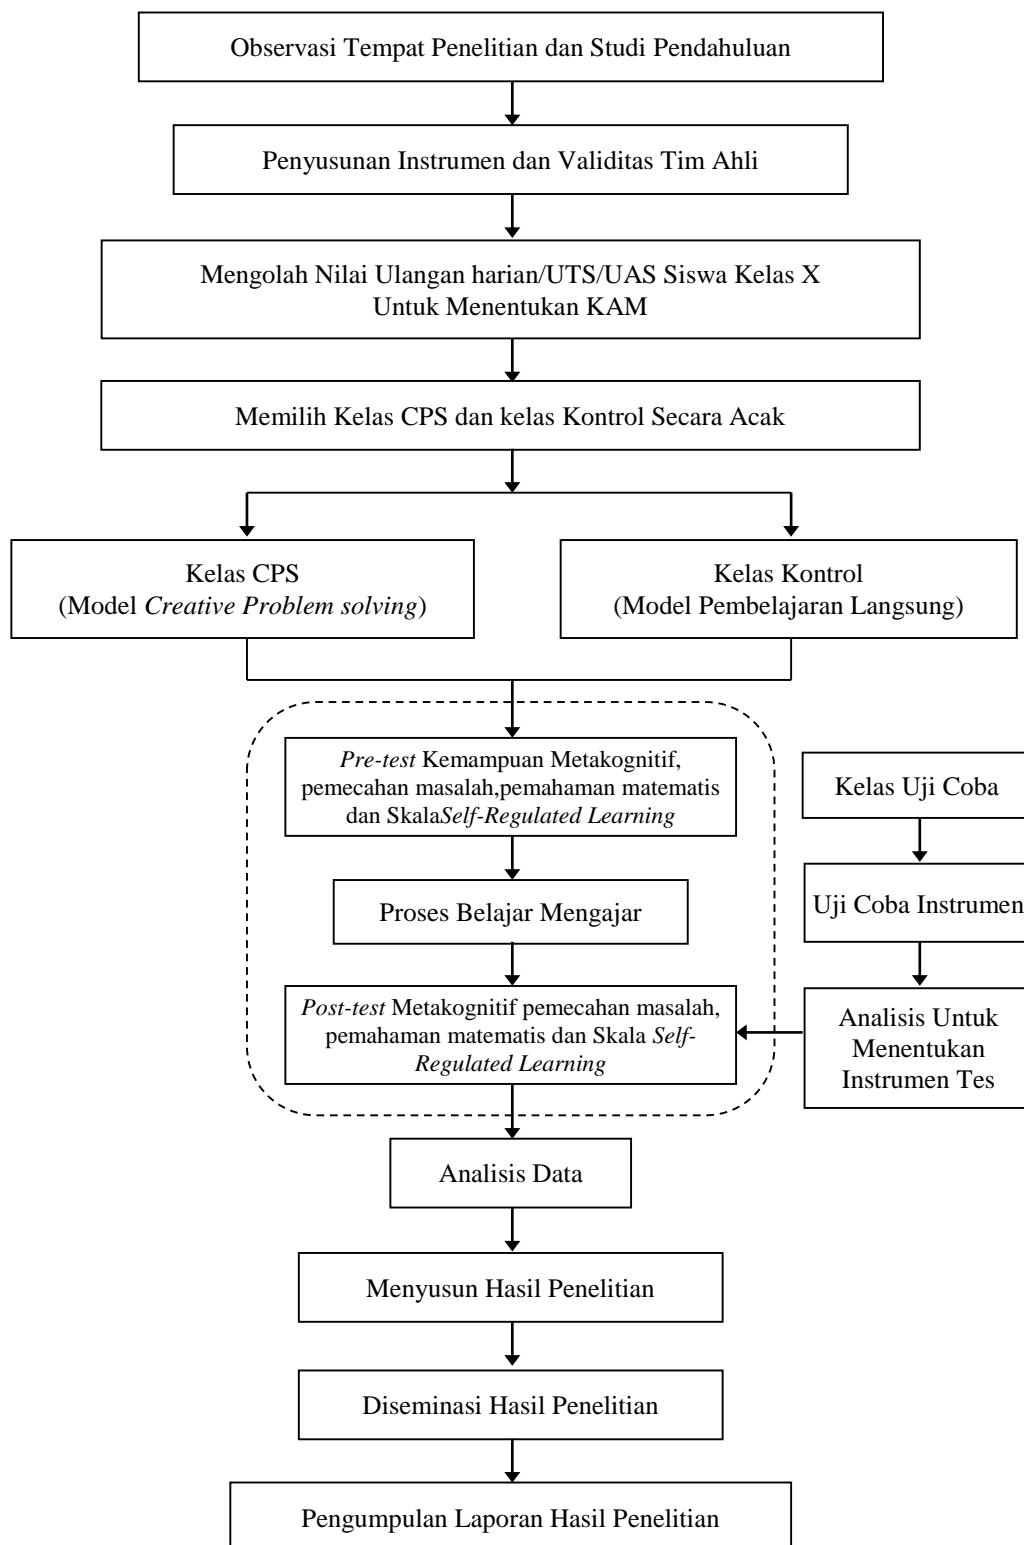 Observasi Tempat Penelitian dan Studi Pendahuluan
Penyusunan Instrumen dan Validitas Tim Ahli
Mengolah Nilai Ulangan harian/UTS/UAS Siswa Kelas X
Untuk Menentukan KAM
Memilih Kelas CPS dan kelas Kontrol Secara Acak
Kelas CPS
(Model Creative Problem solving)
Kelas Kontrol
(Model Pembelajaran Langsung)
Pre-test Kemampuan Metakognitif,
pemecahan masalah,pemahaman matematis
dan SkalaSelf-Regulated Learning
Proses Belajar Mengajar
Post-test Metakognitif pemecahan masalah,
pemahaman matematis dan Skala Self-
Regulated Learning
Kelas Uji Coba
Uji Coba Instrumen
Analisis Untuk
Menentukan
Instrumen Tes
Analisis Data
Menyusun Hasil Penelitian
Diseminasi Hasil Penelitian
Pengumpulan Laporan Hasil Penelitian